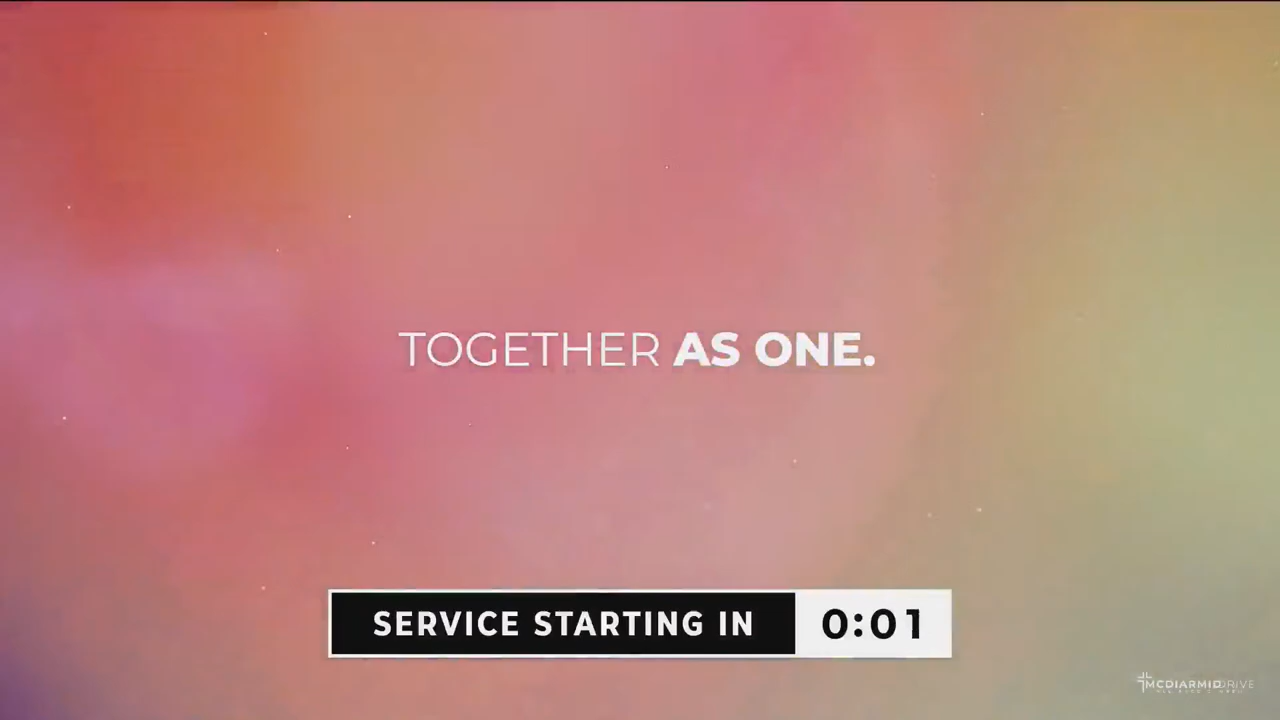 TOGETHER AS ONE.
SERVICE STARTING IN 0:01
MCDIARMID DRIVE